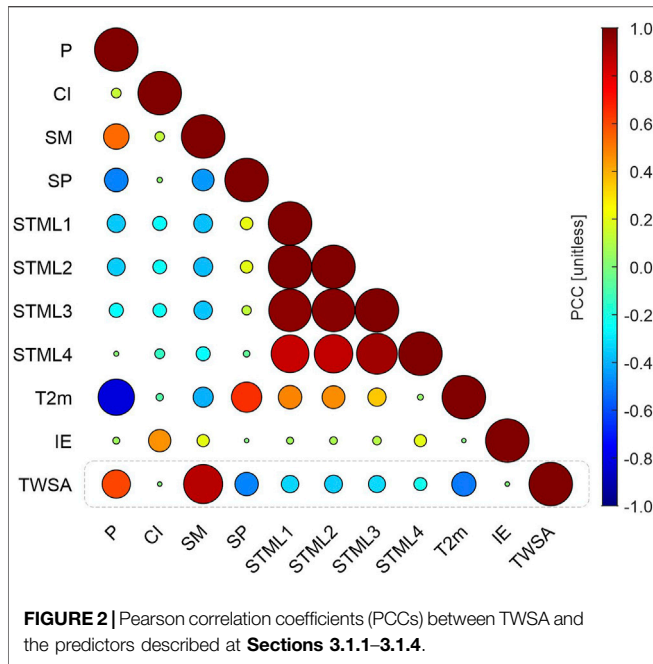 P
CI
SM
SP
STML1
STML2
STML3
STML4
T2m
IE
TWSA
P
CI
SM
SP
STML1
STML2
STML3
STML4
T2m
IE
TWSA
1.0
0.8
0.6
0.4
0.2
0.0
-0.2
-0.4
-0.6
-0.8
-1.0
PCC [unitless]
FIGURE 2 | Pearson correlation coefficients (PCCs) between TWSA and
the predictors described at Sections 3.1.1–3.1.4.